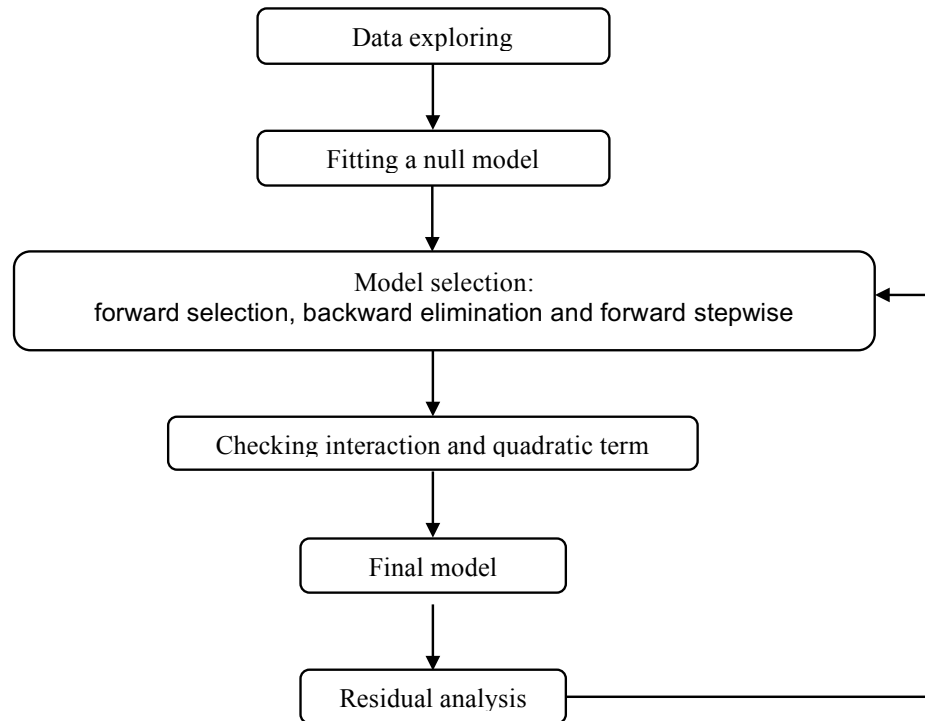 Data exploring
Fitting a null model
Model selection:
forward selection, backward elimination and forward stepwise
Checking interaction and quadratic term
Final model
Residual analysis